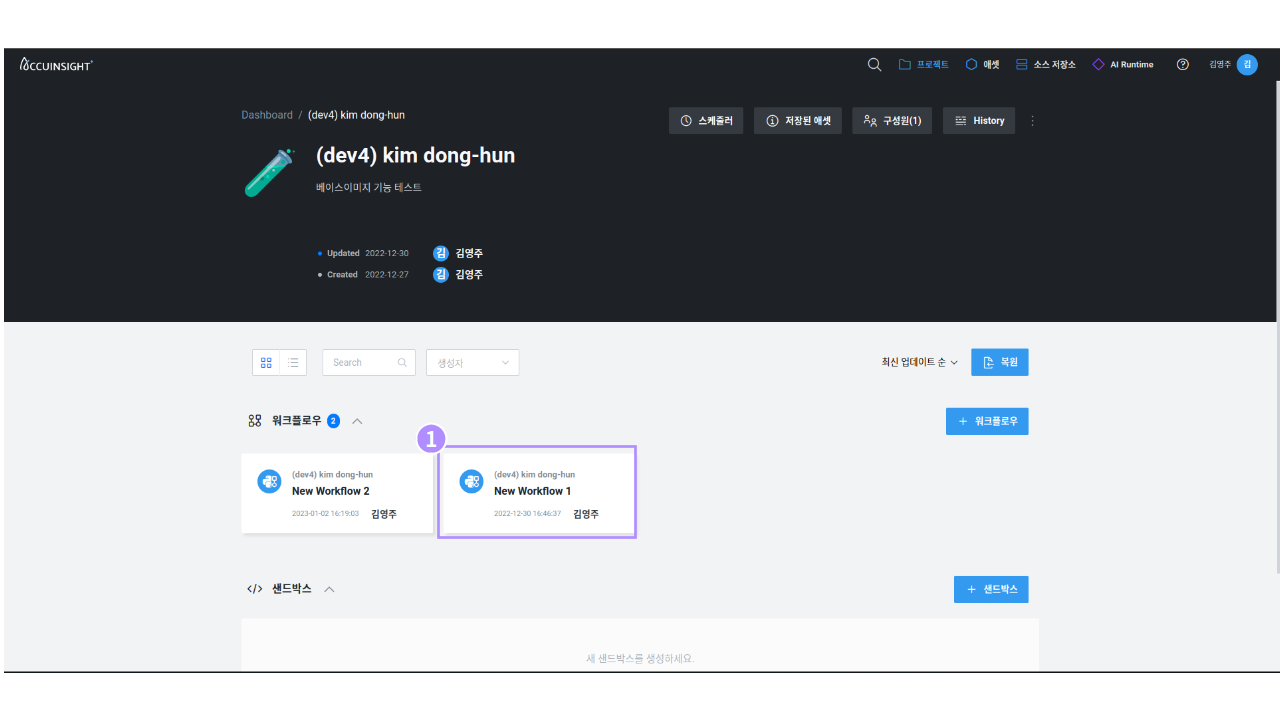 ACCUINSIGHT+
프로젝트 애셋 소스 저장소 AI Runtime 김영주 김
Dashboard / (dev4) kim dong-hun
스케줄러 저장된 애셋 구성원(1) History
(dev4) kim dong-hun
베이스이미지 기능 테스트
Updated 2022-12-30 김 김영주
Created 2022-12-27 김 김영주
Search 생성자 최신 업데이트 순 복원
워크플로우 2 + 워크플로우
1
(dev4) kim dong-hun
New Workflow 2
2023-01-02 16:19:03 김영주
(dev4) kim dong-hun
New Workflow 1
2022-12-30 16:46:37 김영주
</> 샌드박스 + 샌드박스
새 샌드박스를 생성하세요.